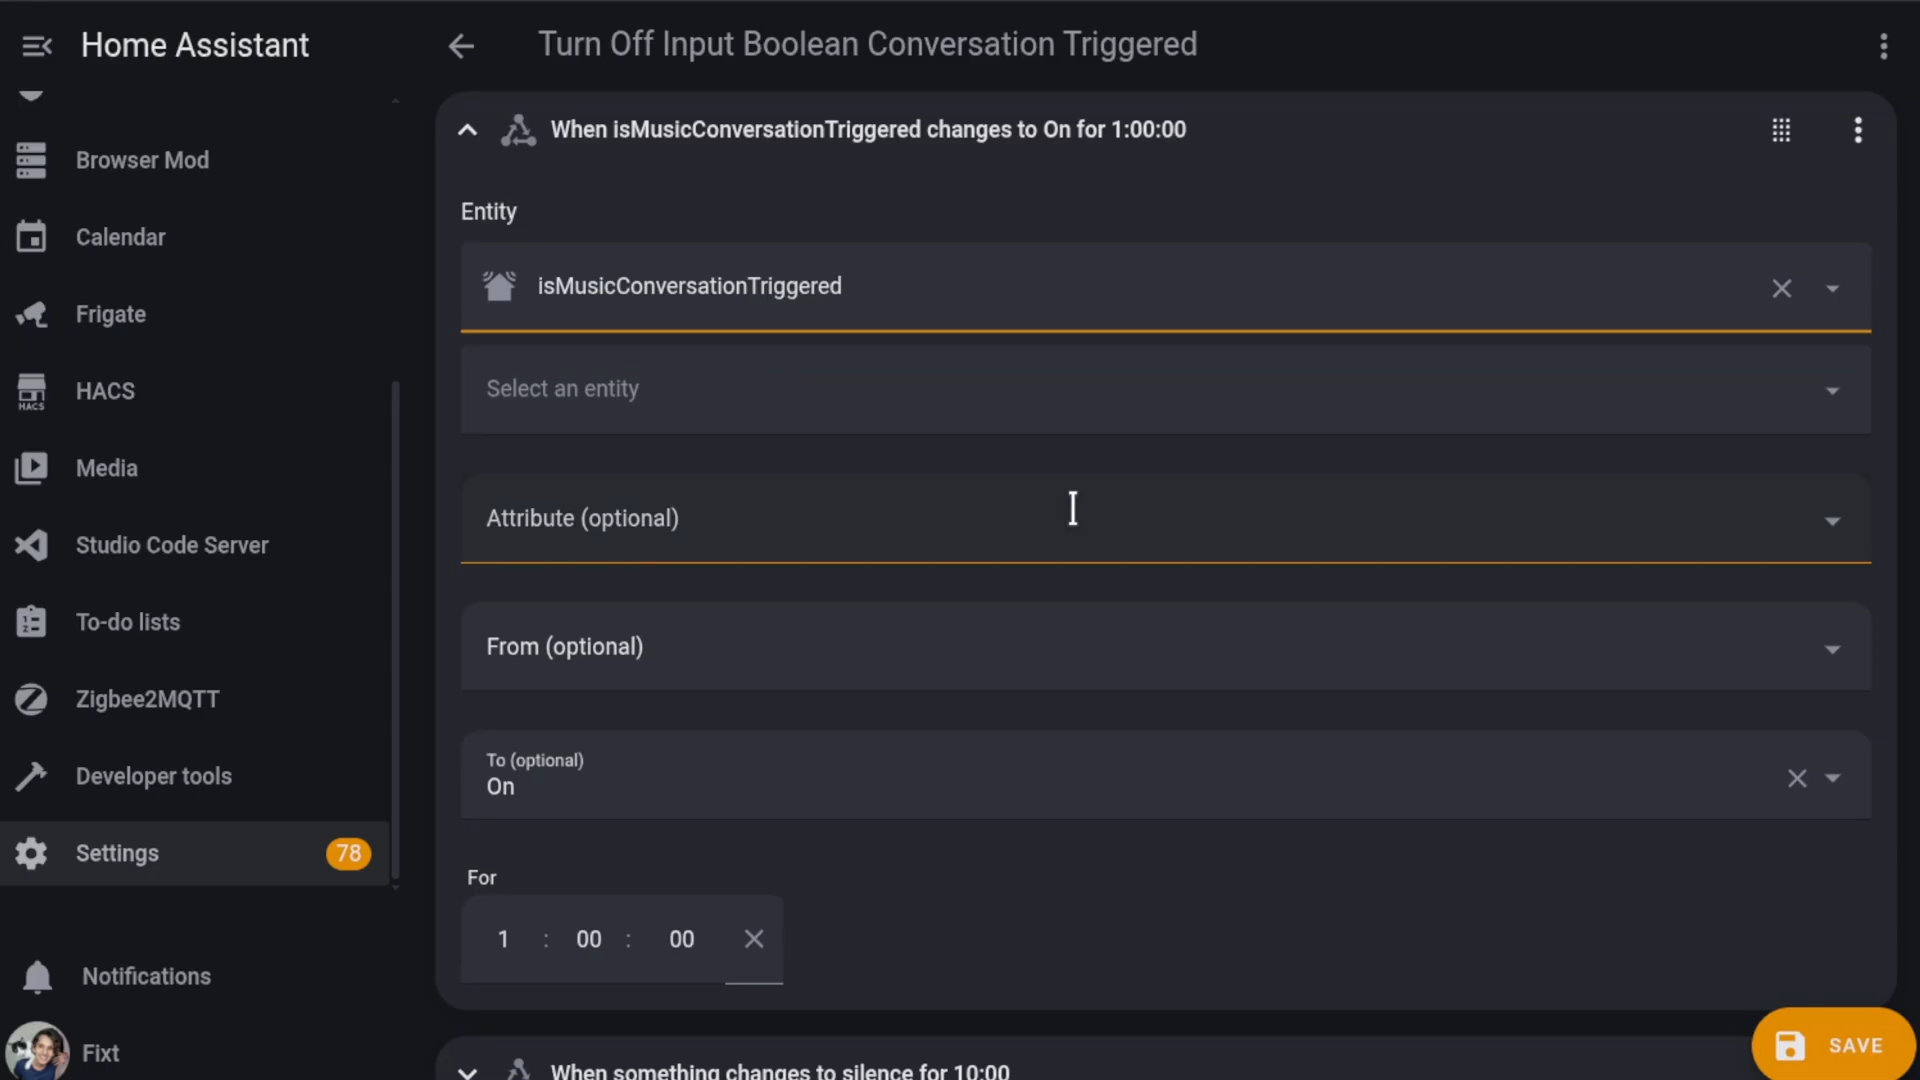 Home Assistant
Turn Off Input Boolean Conversation Triggered
Browser Mod
Calendar
Frigate
HACS
HACS
Media
Studio Code Server
To-do lists
Zigbee2MQTT
Developer tools
Settings
78
Notifications
Fixt
When isMusicConversationTriggered changes to On for 1:00:00
Entity
isMusicConversationTriggered
Select an entity
Attribute (optional)
From (optional)
To (optional)
On
For
1 : 00 : 00
When something changes to silence for 10:00
SAVE